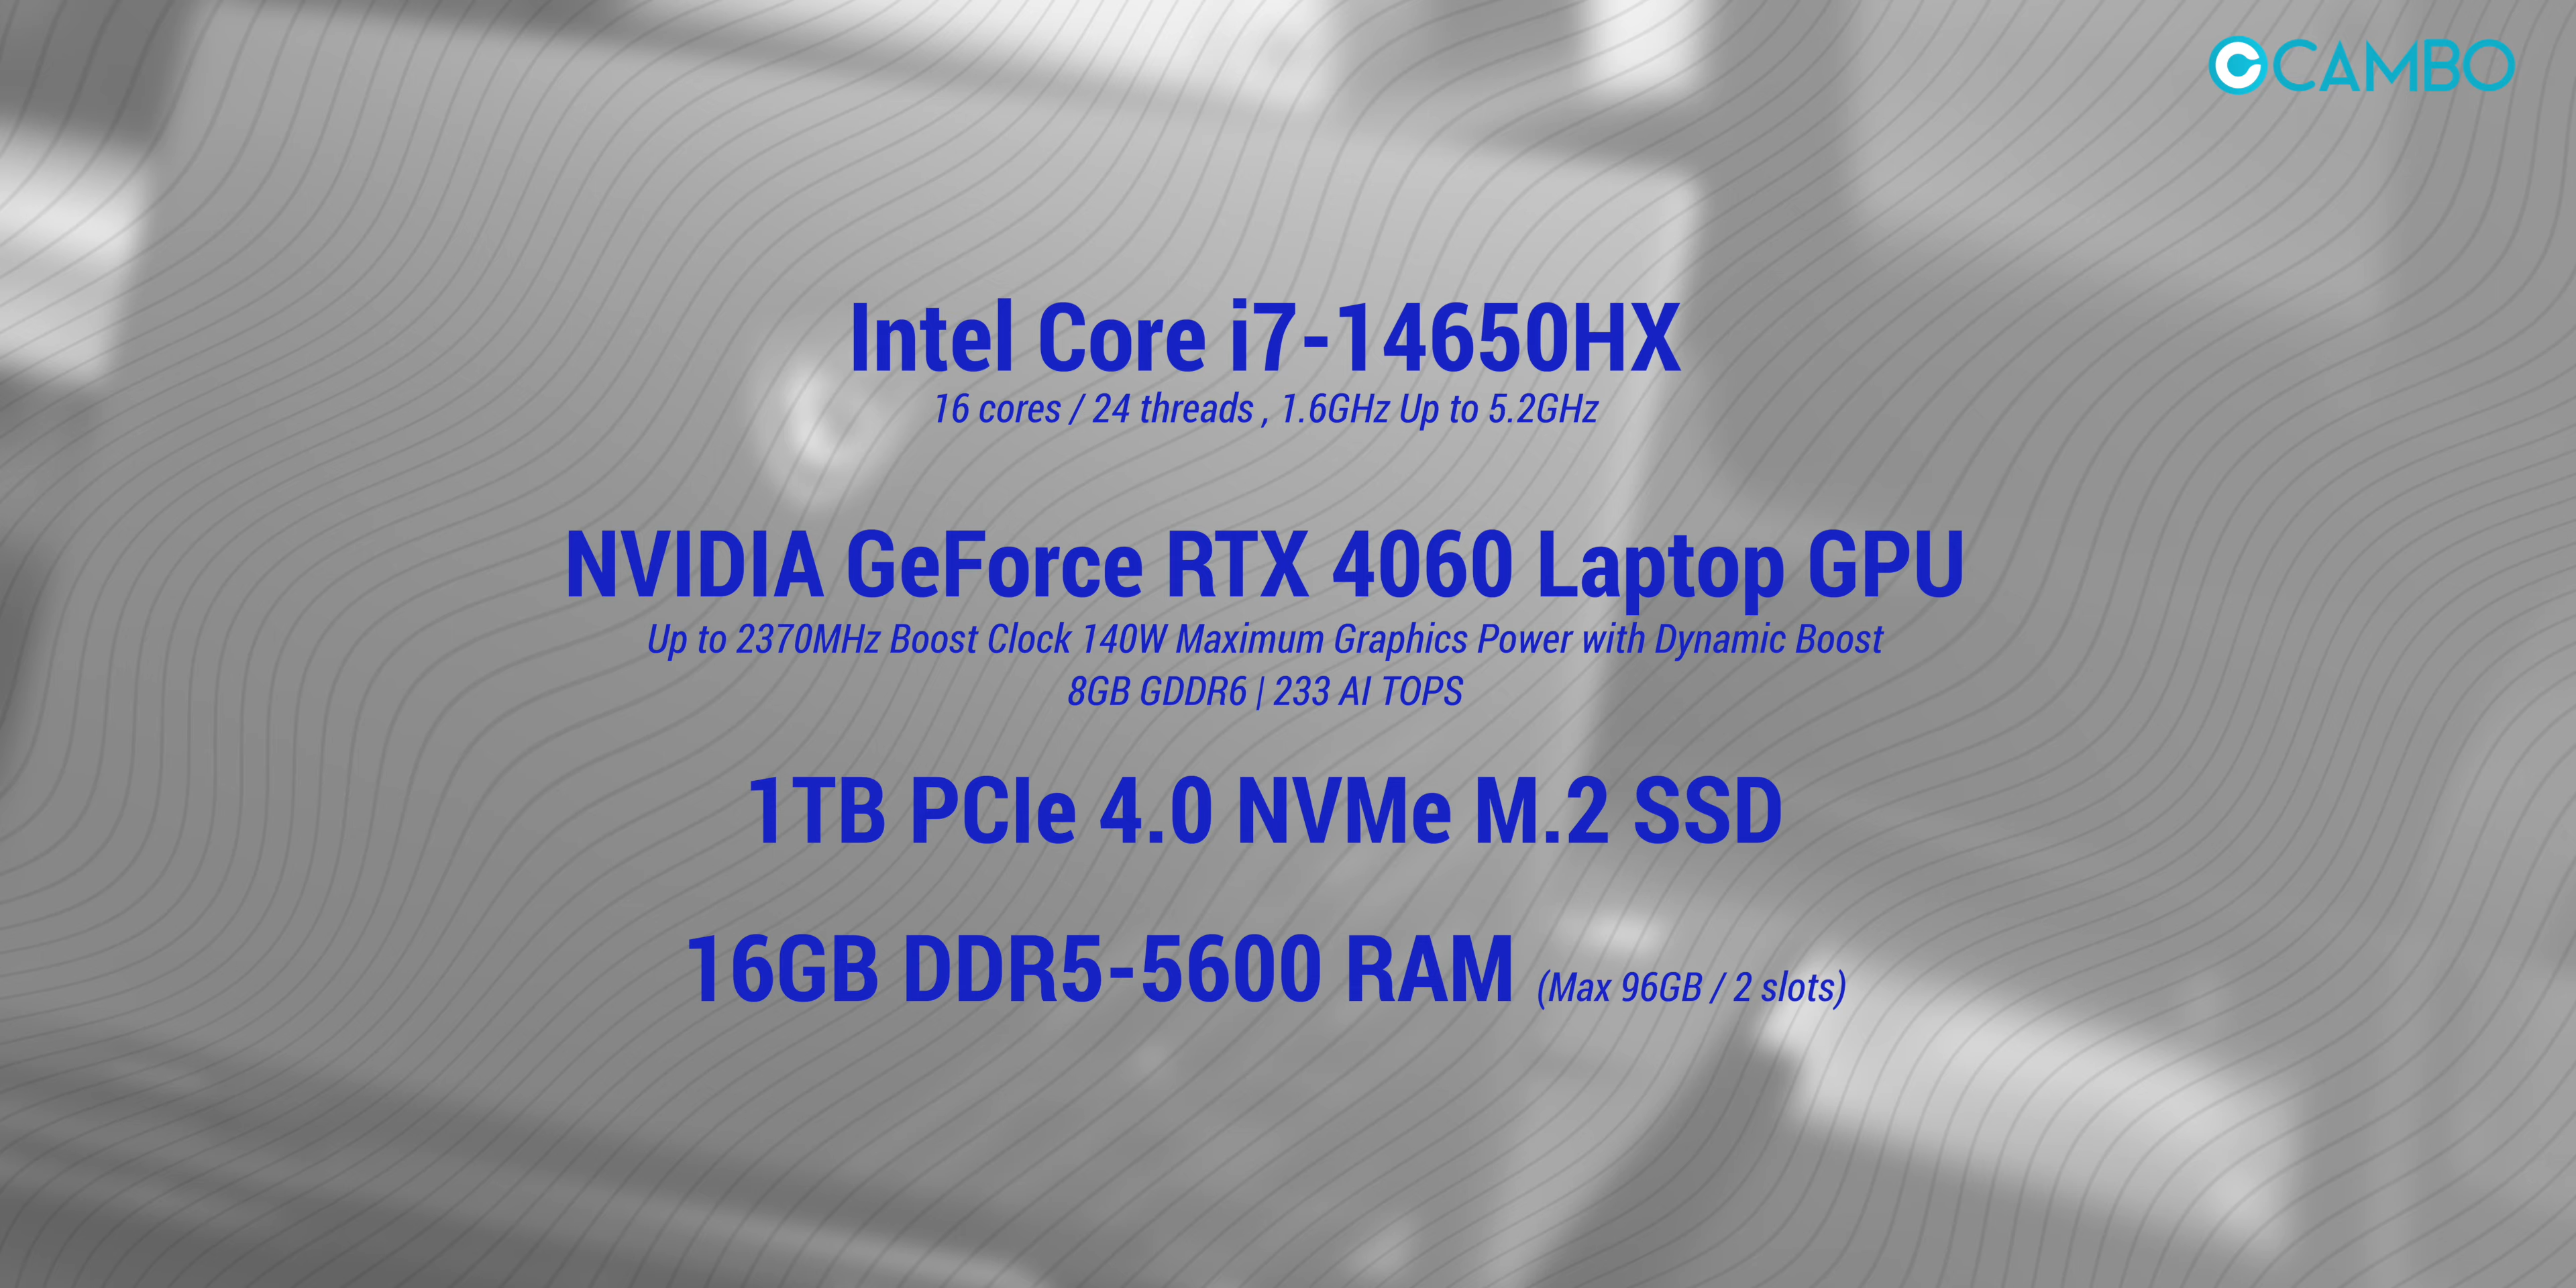 CAMBO
Intel Core i7-14650HX
16 cores / 24 threads , 1.6GHz Up to 5.2GHz
NVIDIA GeForce RTX 4060 Laptop GPU
Up to 2370MHz Boost Clock 140W Maximum Graphics Power with Dynamic Boost
8GB GDDR6 | 233 AI TOPS
1TB PCIe 4.0 NVMe M.2 SSD
16GB DDR5-5600 RAM (Max 96GB / 2 slots)